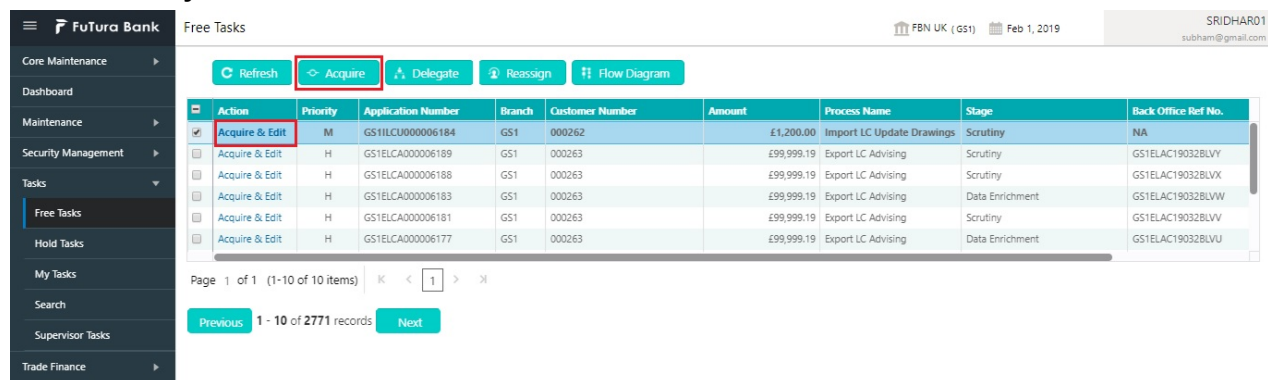 FuTura Bank
Free Tasks
FBN UK (GS1)
Feb 1, 2019
SRIDHAR01
subham@gmail.com
Core Maintenance
Dashboard
Maintenance
Security Management
Tasks
Free Tasks
Hold Tasks
My Tasks
Search
Supervisor Tasks
Trade Finance
Refresh Acquire Delegate Reassign Flow Diagram
Action Priority Application Number Branch Customer Number Amount Process Name Stage Back Office Ref No.
Acquire & Edit M GS1ILCU000006184 GS1 000262 £1,200.00 Import LC Update Drawings Scrutiny NA
Acquire & Edit H GS1ELCA000006189 GS1 000263 £99,999.19 Export LC Advising Scrutiny GS1ELAC19032BLVY
Acquire & Edit H GS1ELCA000006188 GS1 000263 £99,999.19 Export LC Advising Scrutiny GS1ELAC19032BLVX
Acquire & Edit H GS1ELCA000006183 GS1 000263 £99,999.19 Export LC Advising Data Enrichment GS1ELAC19032BLVW
Acquire & Edit H GS1ELCA000006181 GS1 000263 £99,999.19 Export LC Advising Scrutiny GS1ELAC19032BLVV
Acquire & Edit H GS1ELCA000006177 GS1 000263 £99,999.19 Export LC Advising Data Enrichment GS1ELAC19032BLVU
Page 1 of 1 (1-10 of 10 items) 1
Previous 1 - 10 of 2771 records Next